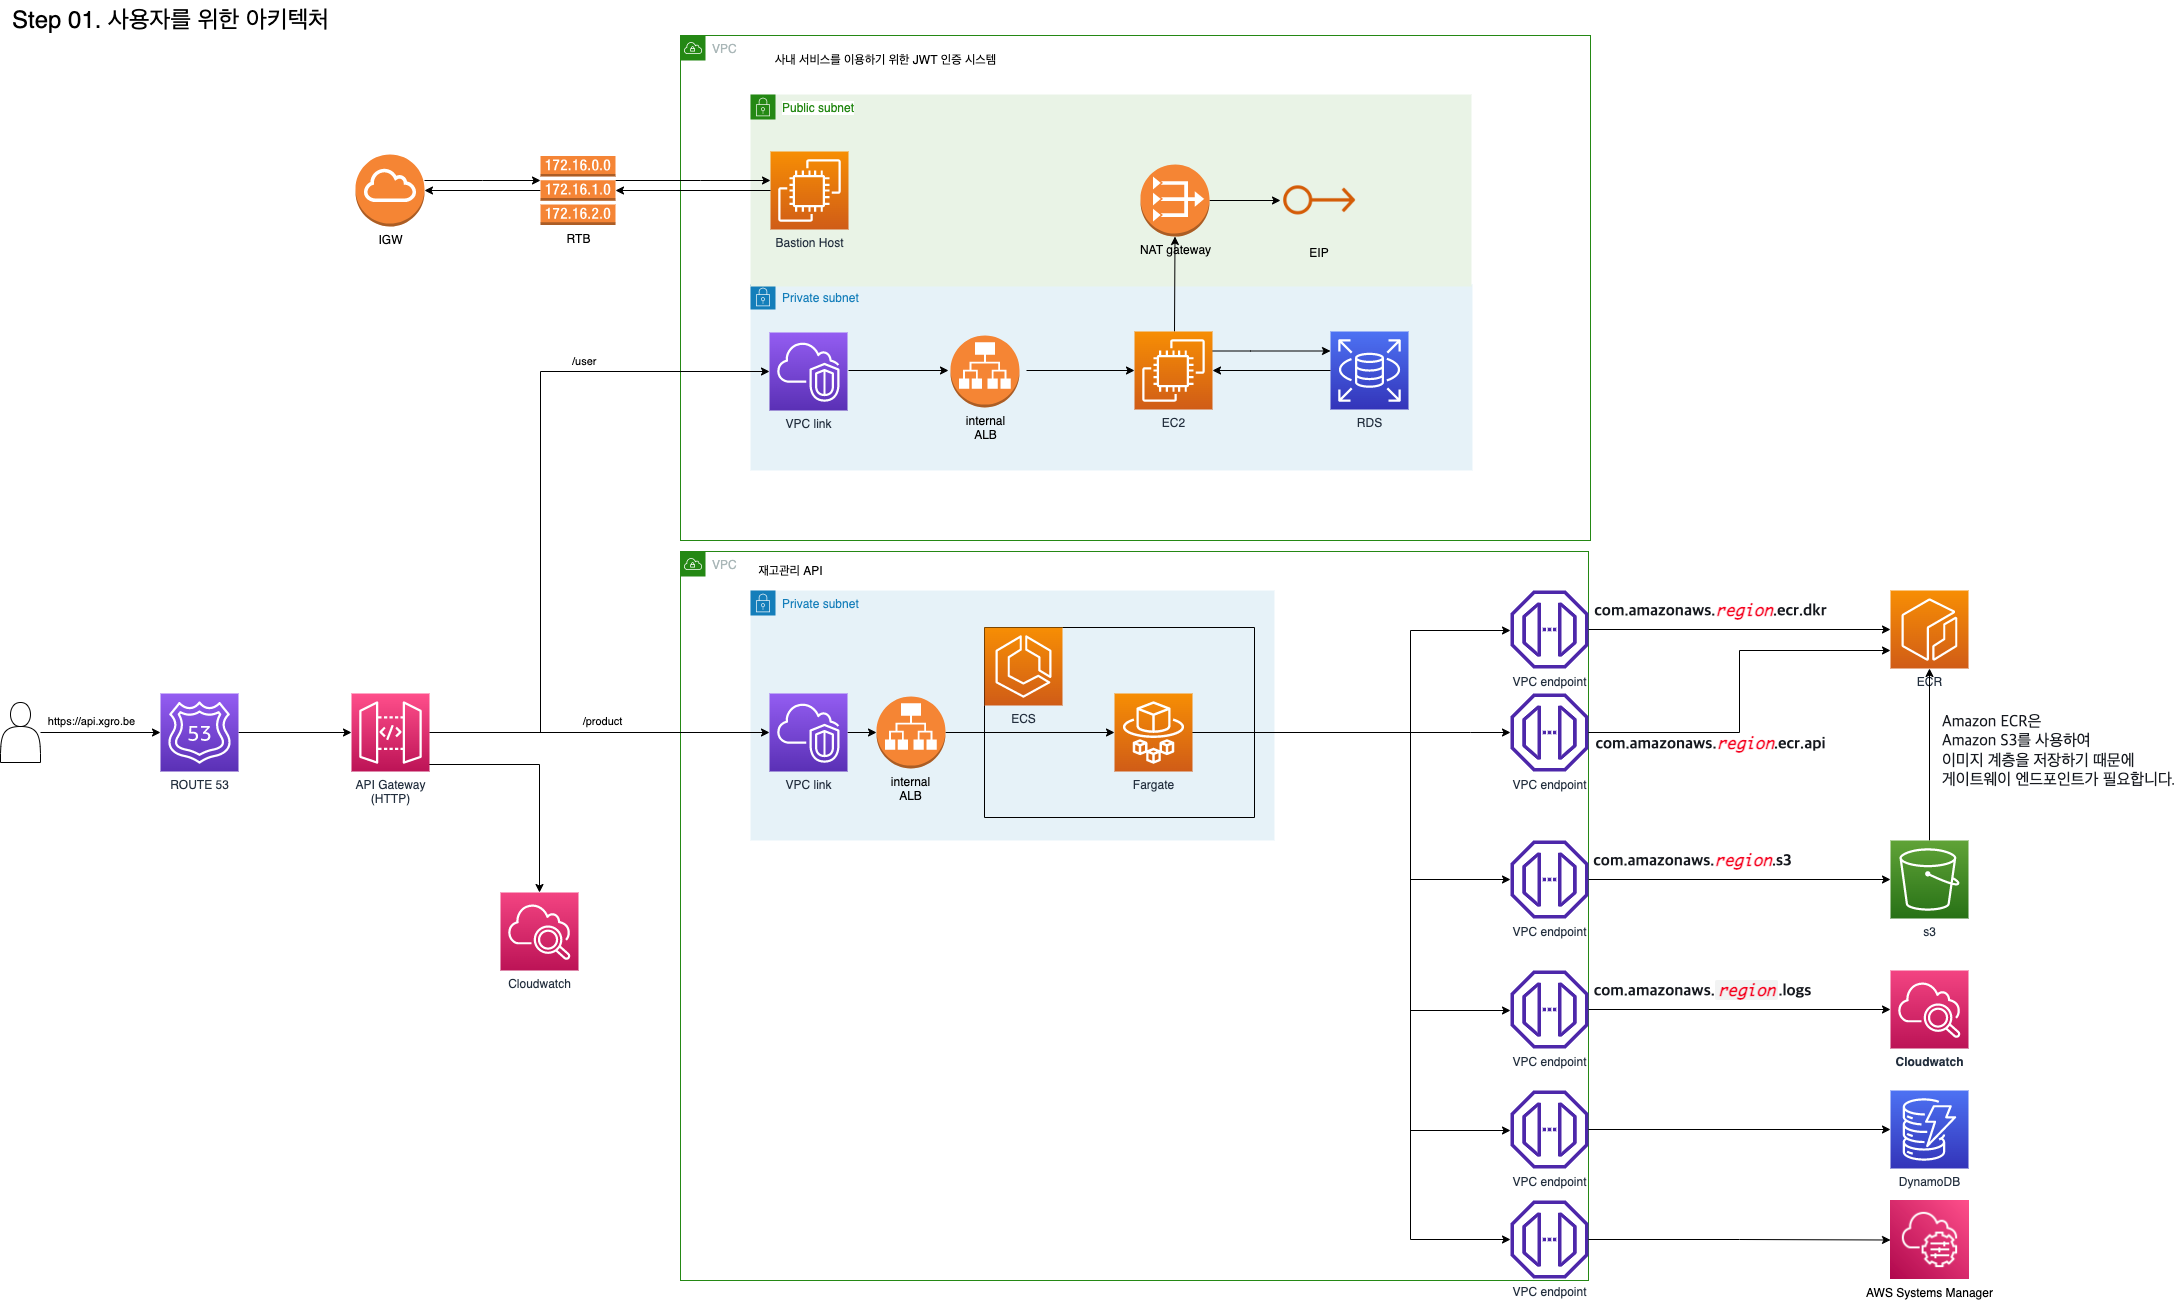 Step 01. 사용자를 위한 아키텍처
VPC
사내 서비스를 이용하기 위한 JWT 인증 시스템
Public subnet
172.16.0.0
172.16.1.0
172.16.2.0
IGW
RTB
Bastion Host
NAT gateway
EIP
Private subnet
/user
VPC link
internal
ALB
EC2
RDS
VPC
재고관리 API
Private subnet
ECS
https://api.xgro.be
53
ROUTE 53
API Gateway
(HTTP)
/product
VPC link
internal
ALB
Fargate
Cloudwatch
com.amazonaws.region.ecr.dkr
VPC endpoint
ECR
com.amazonaws.region.ecr.api
VPC endpoint
Amazon ECR은
Amazon S3를 사용하여
이미지 계층을 저장하기 때문에
게이트웨이 엔드포인트가 필요합니다.
com.amazonaws.region.s3
VPC endpoint
s3
com.amazonaws.region.logs
VPC endpoint
Cloudwatch
VPC endpoint
DynamoDB
VPC endpoint
AWS Systems Manager